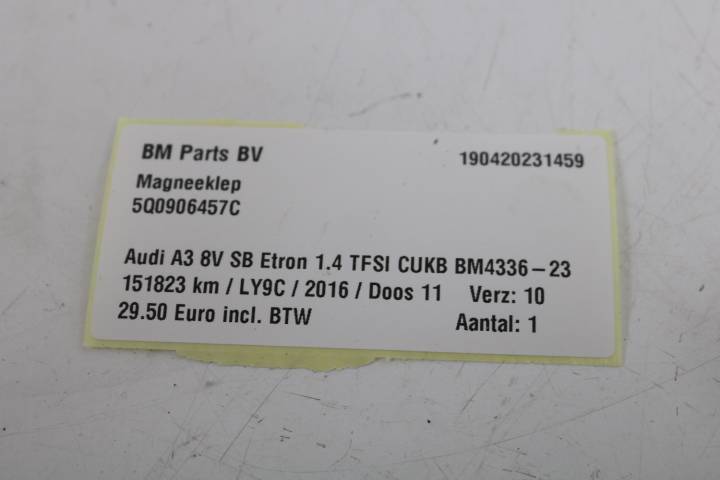 BM Parts BV 190420231459
Magneeklep
5Q0906457C
Audi A3 8V SB Etron 1.4 TFSI CUKB BM4336-23
151823 km / LY9C / 2016 / Doos 11 Verz: 10
29.50 Euro incl. BTW Aantal: 1